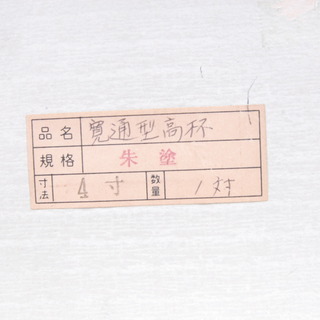 品名 寛通型高杯
規格 朱塗
寸法 4寸 数量 1対